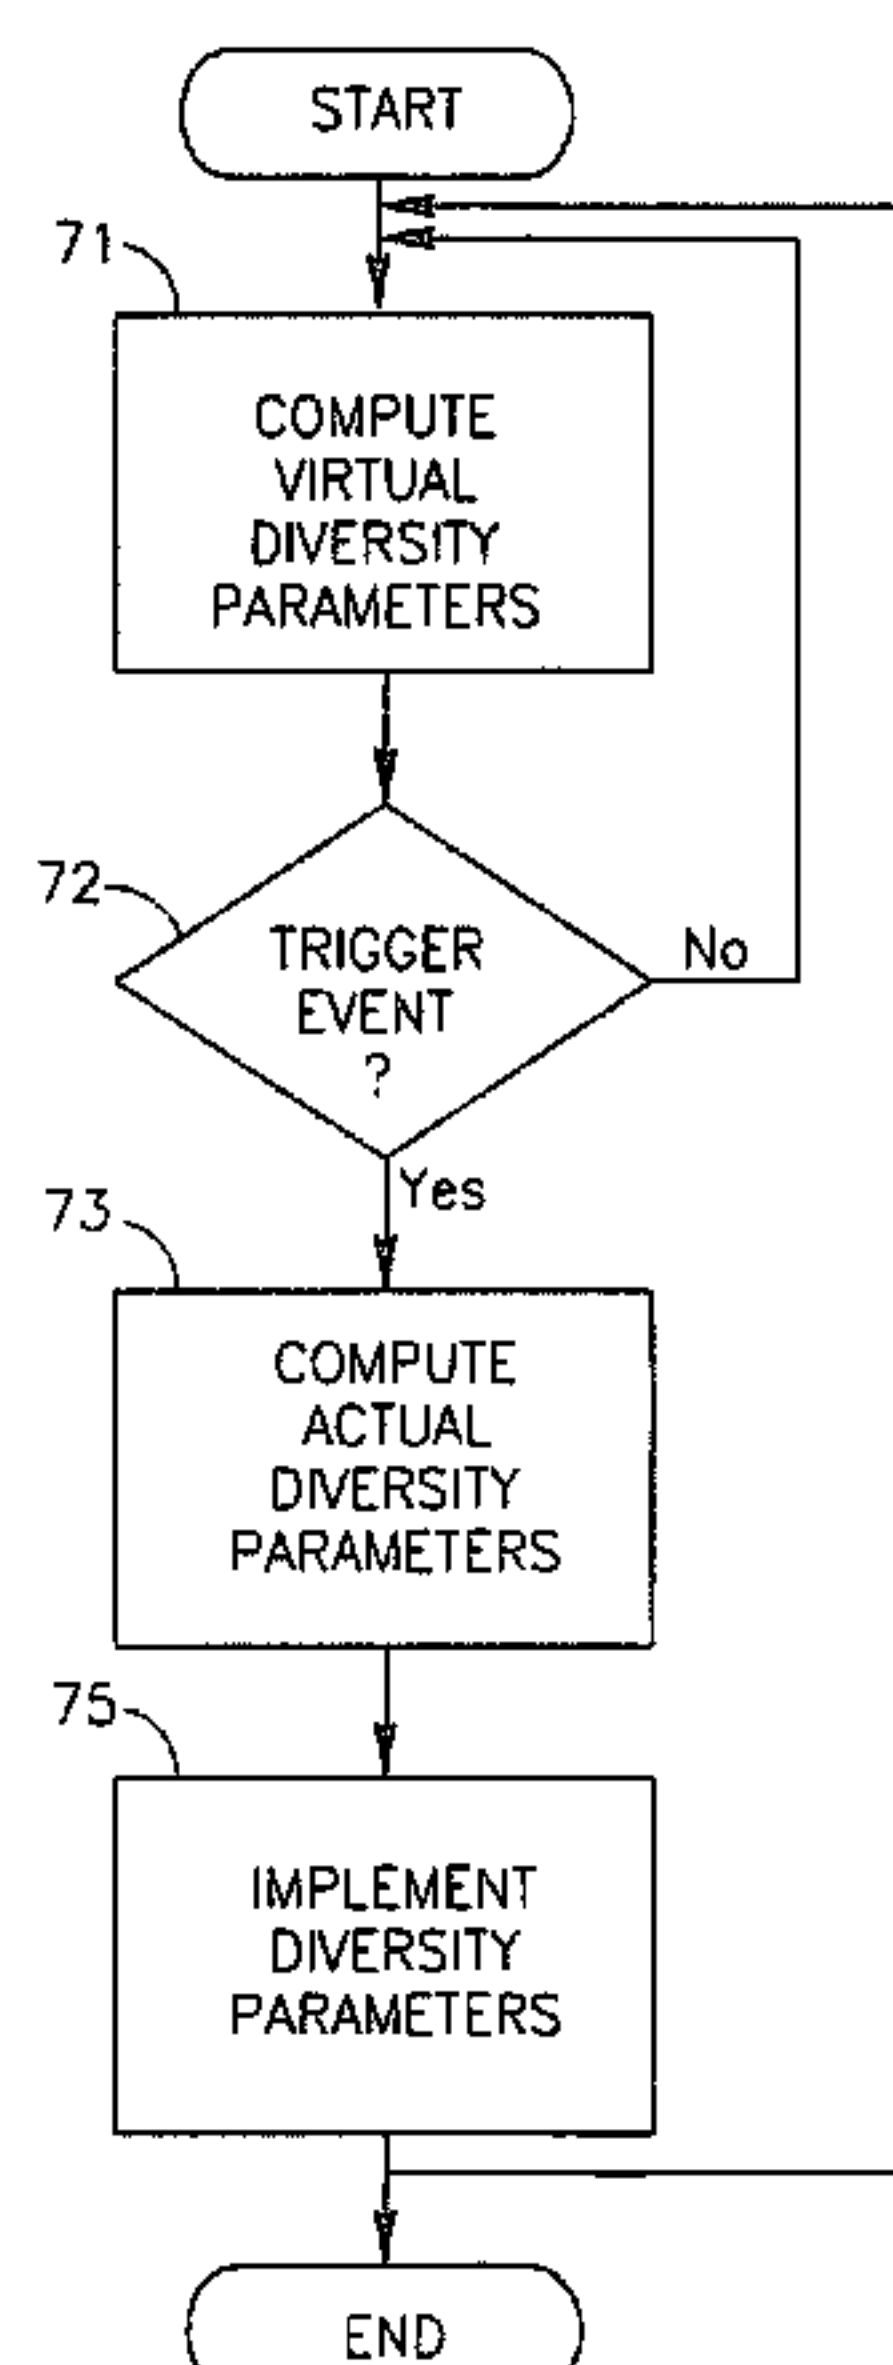 START
71
COMPUTE
VIRTUAL
DIVERSITY
PARAMETERS
72
TRIGGER
EVENT
?
No
Yes
73
COMPUTE
ACTUAL
DIVERSITY
PARAMETERS
75
IMPLEMENT
DIVERSITY
PARAMETERS
END